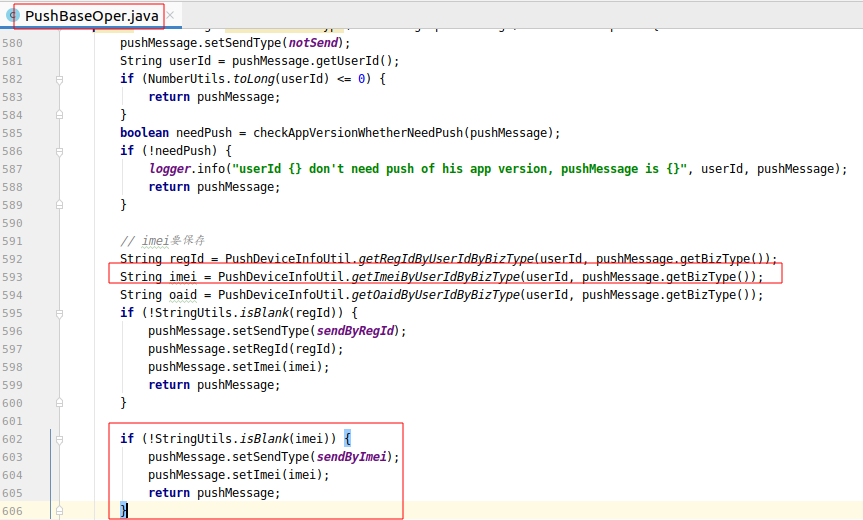 PushBaseOper.java
580 pushMessage.setSendType(notSend);
581 String userId = pushMessage.getUserId();
582 if (NumberUtils.toLong(userId) <= 0) {
583 return pushMessage;
584 }
585 boolean needPush = checkAppVersionWhetherNeedPush(pushMessage);
586 if (!needPush) {
587 logger.info("userId {} don't need push of his app version, pushMessage is {}", userId, pushMessage);
588 return pushMessage;
589 }
590
591 // imei要保存
592 String regId = PushDeviceInfoUtil.getRegIdByUserIdByBizType(userId, pushMessage.getBizType());
593 String imei = PushDeviceInfoUtil.getImeiByUserIdByBizType(userId, pushMessage.getBizType());
594 String oaid = PushDeviceInfoUtil.getOaidByUserIdByBizType(userId, pushMessage.getBizType());
595 if (!StringUtils.isBlank(regId)) {
596 pushMessage.setSendType(sendByRegId);
597 pushMessage.setRegId(regId);
598 pushMessage.setImei(imei);
599 return pushMessage;
600 }
601
602 if (!StringUtils.isBlank(imei)) {
603 pushMessage.setSendType(sendByImei);
604 pushMessage.setImei(imei);
605 return pushMessage;
606 }